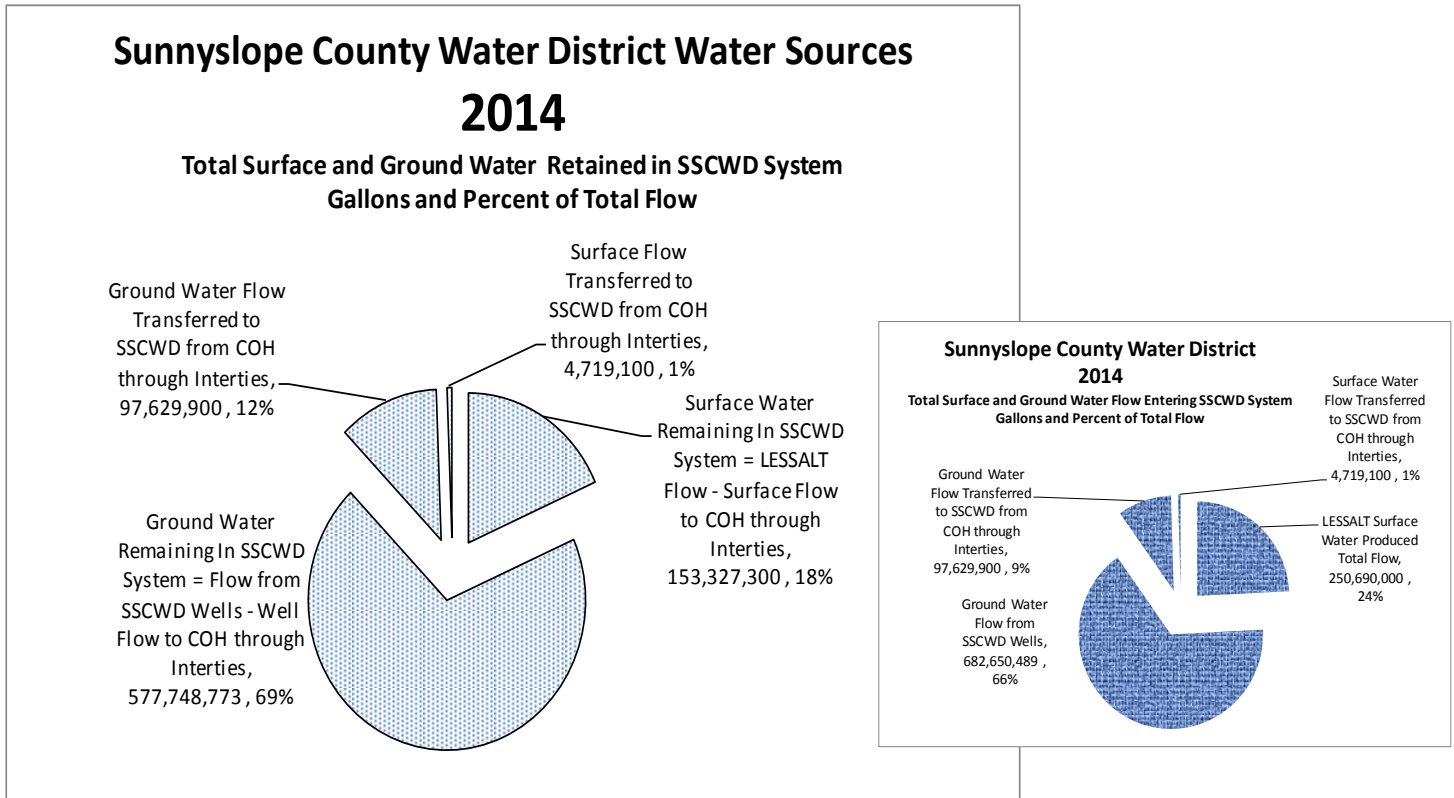 Sunnyslope County Water District Water Sources
2014
Total Surface and Ground Water Retained in SSCWD System
Gallons and Percent of Total Flow
Surface Flow
Transferred to
SSCWD from COH
through Interties,
4,719,100 , 1%
Ground Water Flow
Transferred to
SSCWD from COH
through Interties,
97,629,900 , 12%
Surface Water
Remaining In SSCWD
System = LESSALT
Flow - Surface Flow
to COH through
Interties,
153,327,300 , 18%
Ground Water
Remaining In SSCWD
System = Flow from
SSCWD Wells - Well
Flow to COH through
Interties,
577,748,773 , 69%
Sunnyslope County Water District
2014
Total Surface and Ground Water Flow Entering SSCWD System
Gallons and Percent of Total Flow
Surface Water
Flow Transferred
to SSCWD from
COH through
Interties,
4,719,100 , 1%
Ground Water
Flow Transferred
to SSCWD from
COH through
Interties,
97,629,900 , 9%
LESSALT Surface
Water Produced
Total Flow,
250,690,000 ,
24%
Ground Water
Flow from
SSCWD Wells,
682,650,489 ,
66%